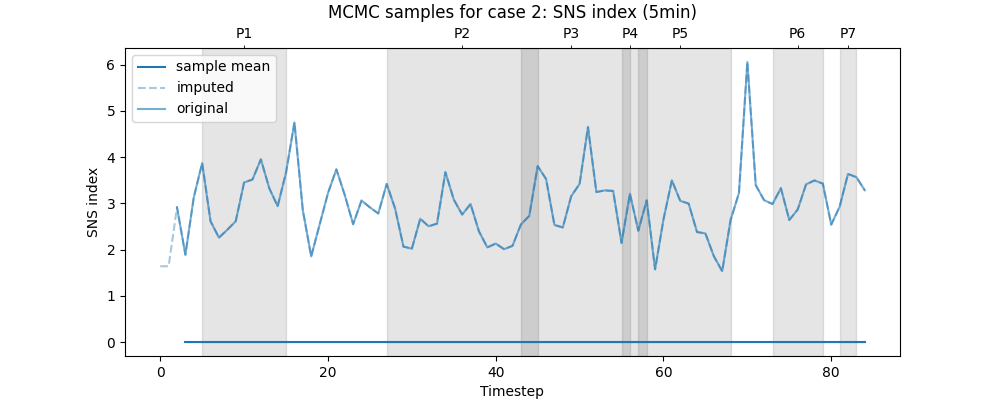 MCMC samples for case 2: SNS index (5min)
P1 P2 P3 P4 P5 P6 P7
sample mean
imputed
original
6
5
4
3
2
1
0
SNS index
0 20 40 60 80
Timestep